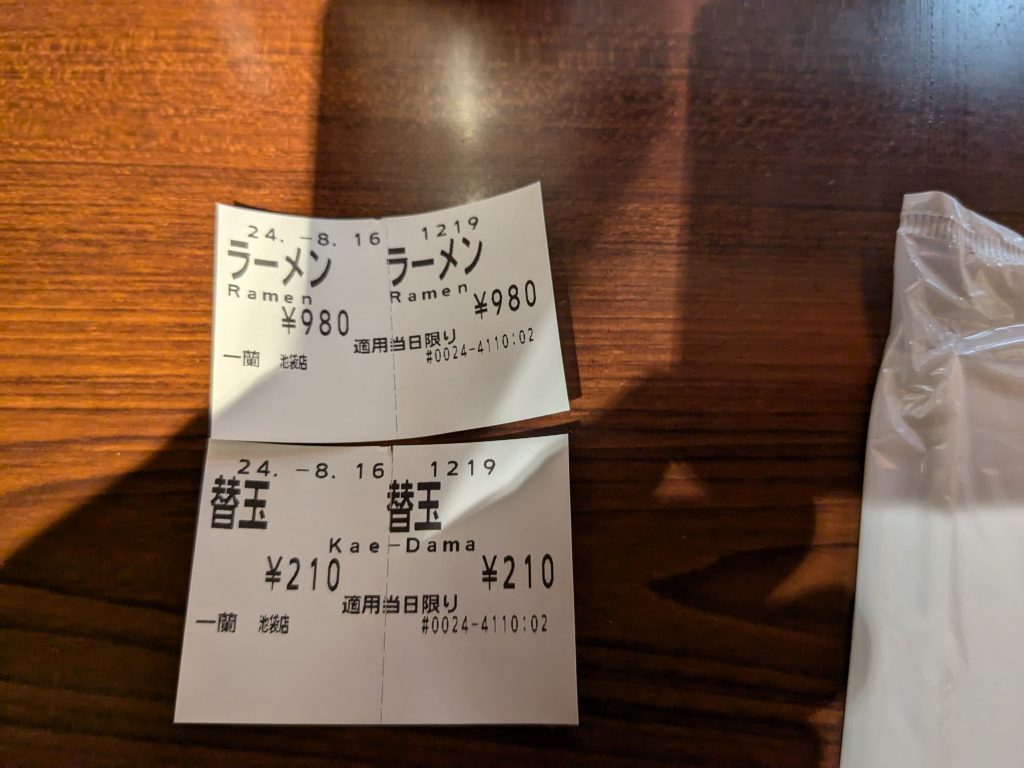 24. -8. 16 1219
ラーメン ラーメン
Ramen Ramen
¥980 ¥980
適用当日限り
一蘭 池袋店 #0024-4110:02
24. -8. 16 1219
替玉 替玉
Kae-Dama
¥210 ¥210
適用当日限り
一蘭 池袋店 #0024-4110:02